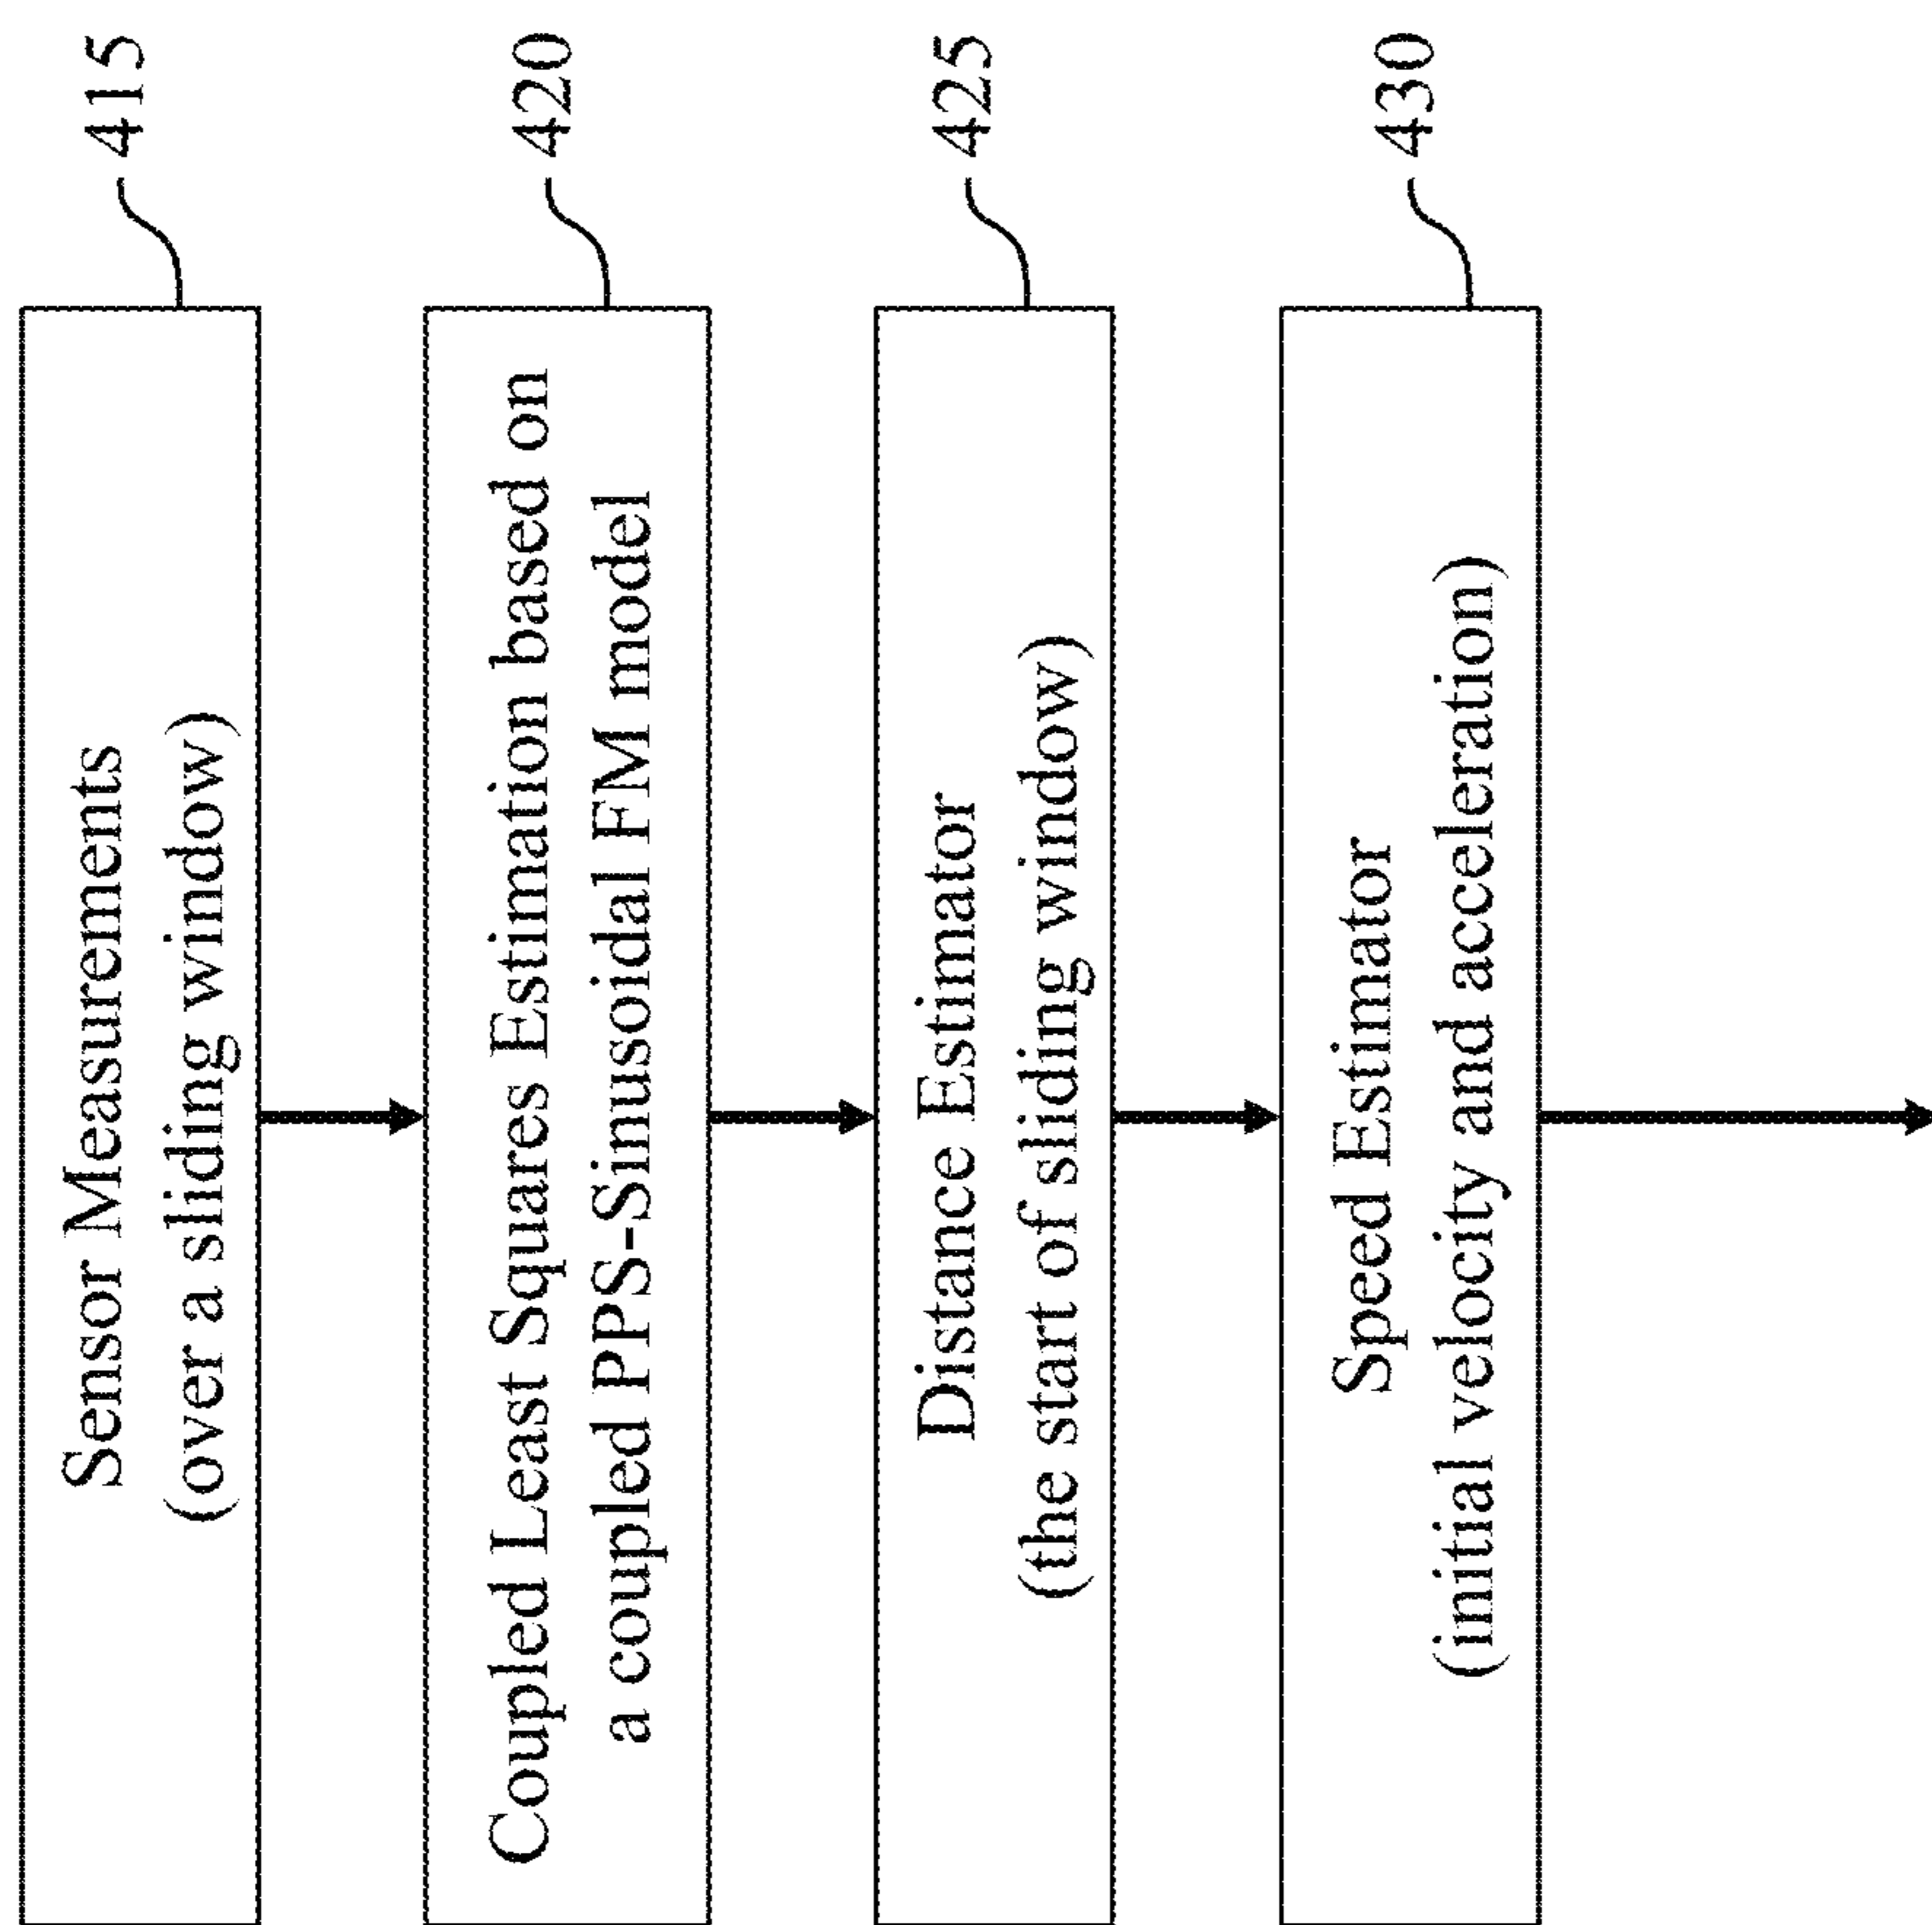 Sensor Measurements
(over a sliding window)
415
Coupled Least Squares Estimation based on
a coupled PPS-Sinusoidal FM model
420
Distance Estimator
(the start of sliding window)
425
Speed Estimator
(initial velocity and acceleration)
430